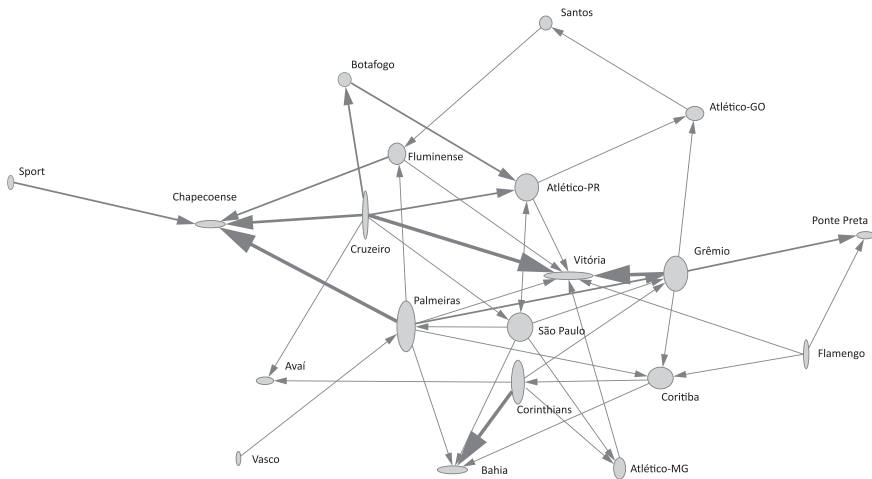 Santos
Botafogo
Atlético-GO
Fluminense
Sport
Atlético-PR
Chapecoense
Ponte Preta
Cruzeiro
Vitória
Grêmio
Palmeiras
São Paulo
Flamengo
Avaí
Coritiba
Corinthians
Vasco
Bahia
Atlético-MG